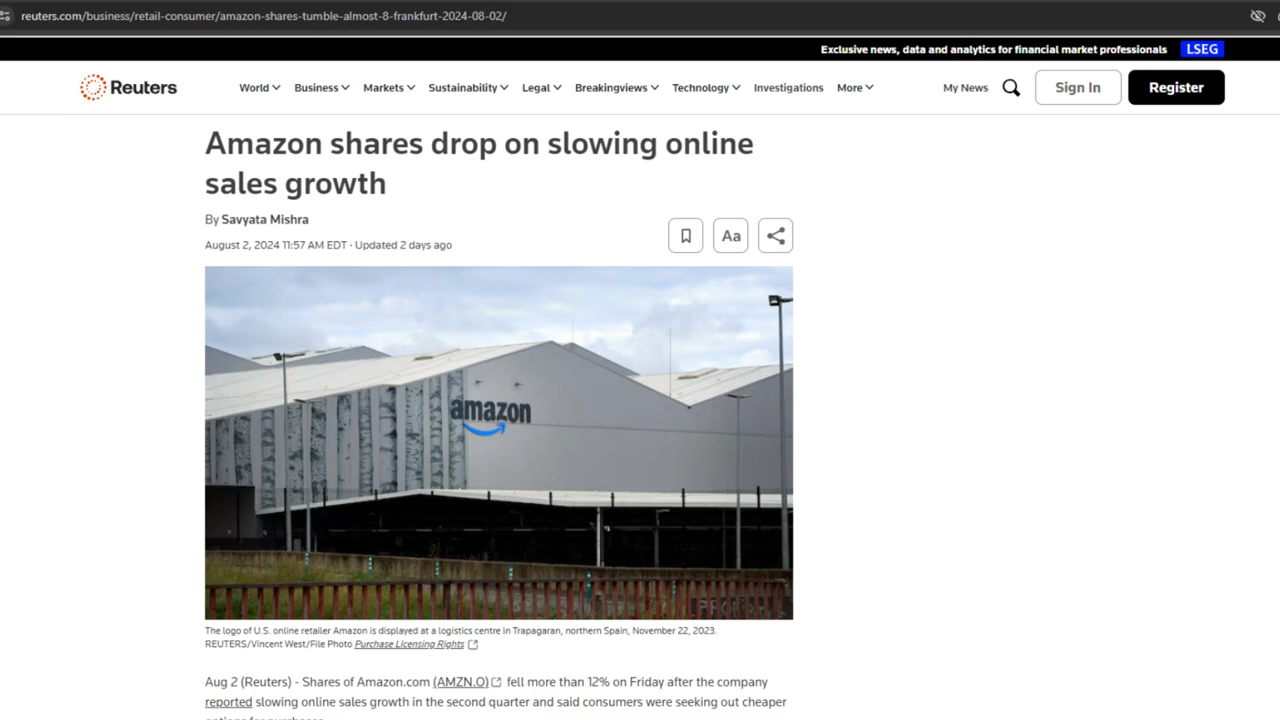 reuters.com/business/retail-consumer/amazon-shares-tumble-almost-8-frankfurt-2024-08-02/
Exclusive news, data and analytics for financial market professionals LSEG
Reuters World Business Markets Sustainability Legal Breakingviews Technology Investigations More My News Sign In Register
Amazon shares drop on slowing online
sales growth
By Savyata Mishra
August 2, 2024 11:57 AM EDT · Updated 2 days ago
Aa
amazon
The logo of U.S. online retailer Amazon is displayed at a logistics centre in Trapagaran, northern Spain, November 22, 2023.
REUTERS/Vincent West/File Photo Purchase Licensing Rights
Aug 2 (Reuters) - Shares of Amazon.com (AMZN.O) fell more than 12% on Friday after the company
reported slowing online sales growth in the second quarter and said consumers were seeking out cheaper